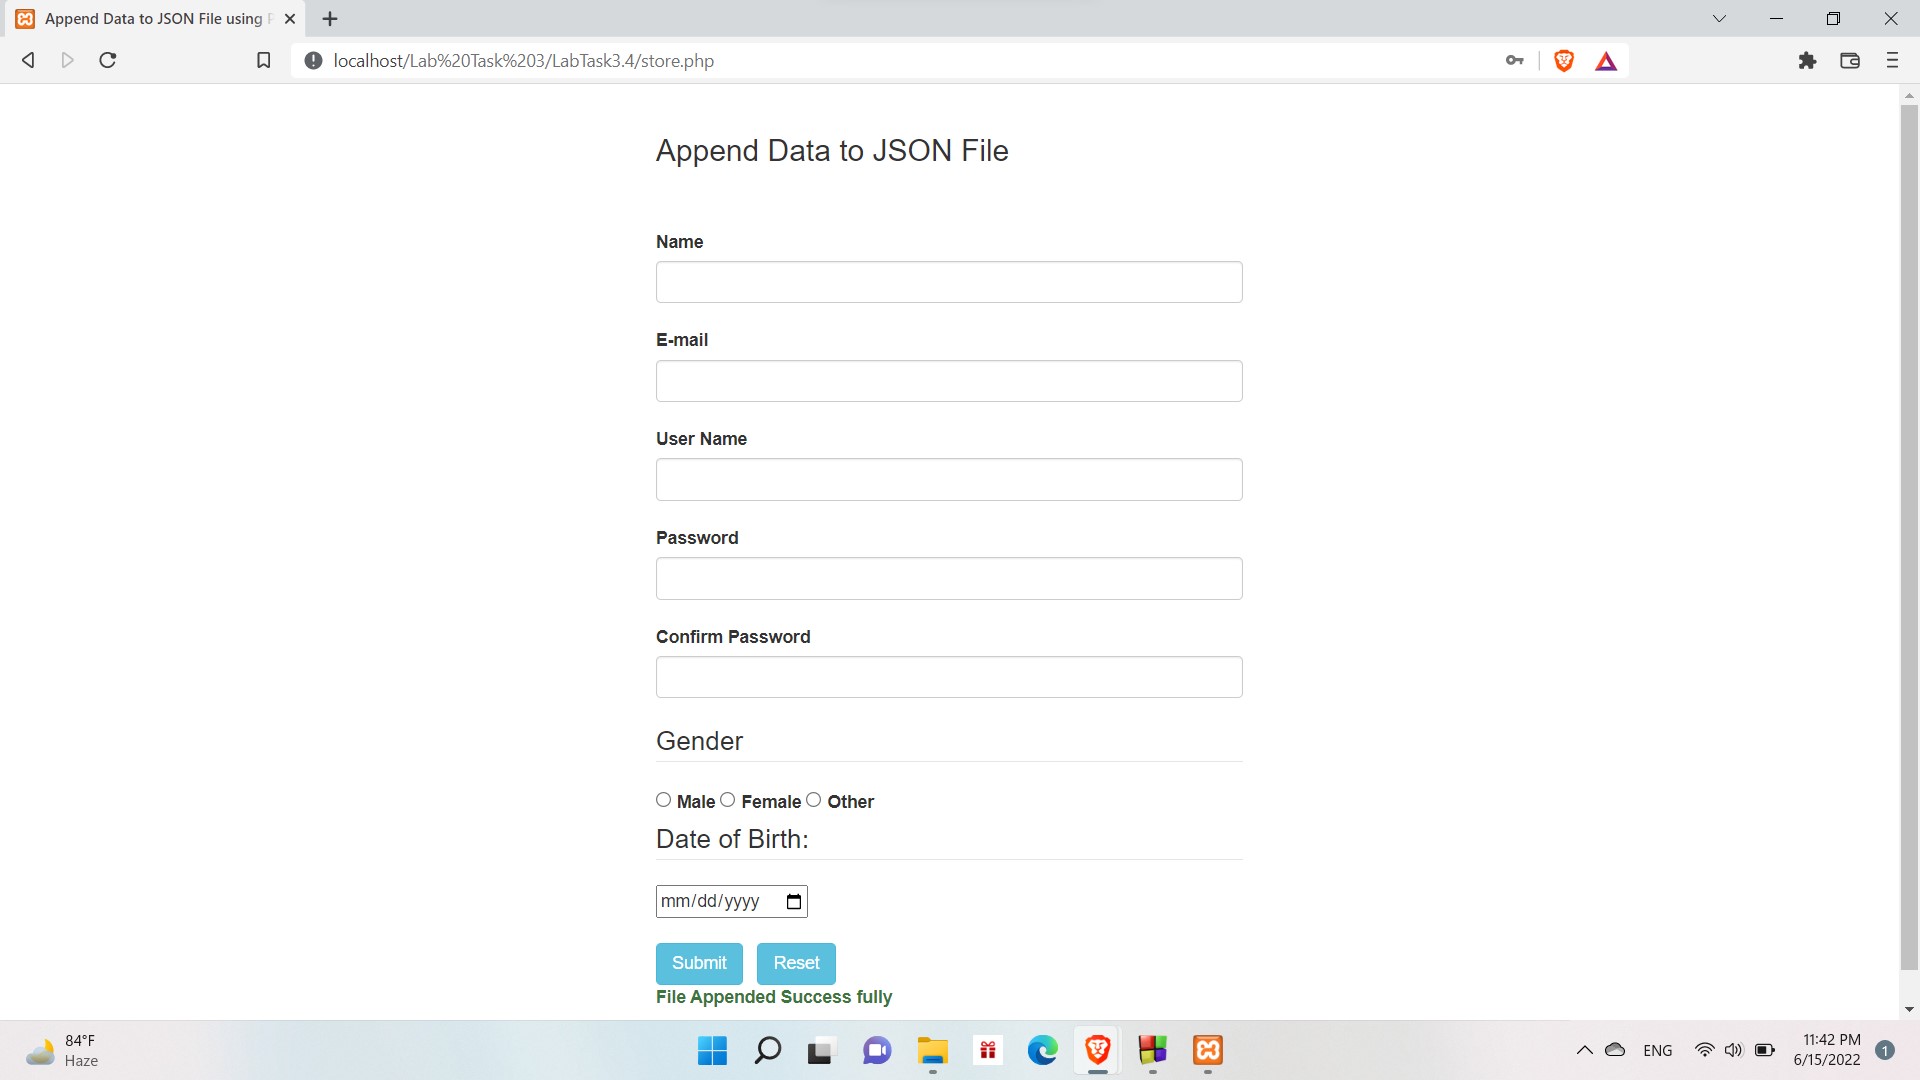 Append Data to JSON File using
localhost/Lab%20Task%203/LabTask3.4/store.php
Append Data to JSON File
Name
E-mail
User Name
Password
Confirm Password
Gender
Male Female Other
Date of Birth:
mm/dd/yyyy
Submit Reset
File Appended Success fully
84°F
Haze
ENG
11:42 PM
6/15/2022
1